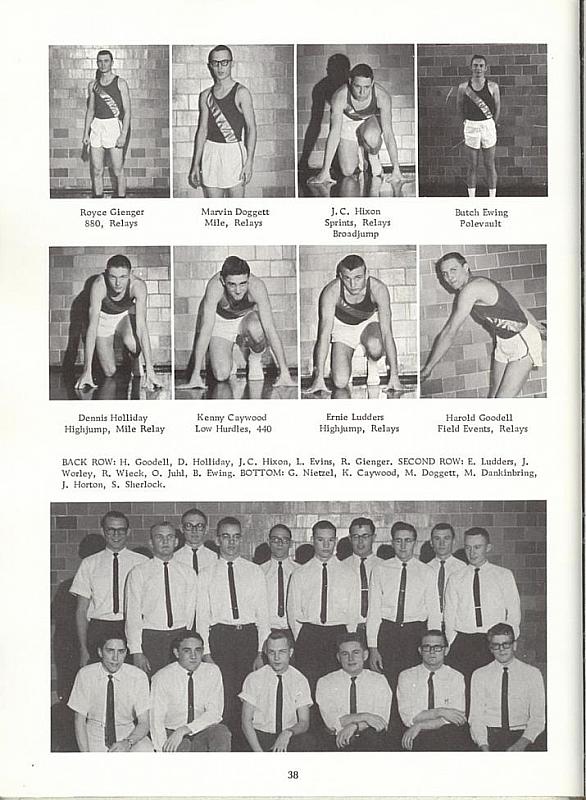 Royce Gienger
880, Relays
Marvin Doggett
Mile, Relays
J.C. Hixon
Sprints, Relays
Broadjump
Butch Ewing
Polevault
Dennis Holliday
Highjump, Mile Relay
Kenny Caywood
Low Hurdles, 440
Ernie Ludders
Highjump, Relays
Harold Goodell
Field Events, Relays
BACK ROW: H. Goodell, D. Holliday, J.C. Hixon, L. Evins, R. Gienger. SECOND ROW: E. Ludders, J.
Worley, R. Wieck, O. Juhl, B. Ewing. BOTTOM: G. Nietzel, K. Caywood, M. Doggett, M. Dankinbring,
J. Horton, S. Sherlock.
38